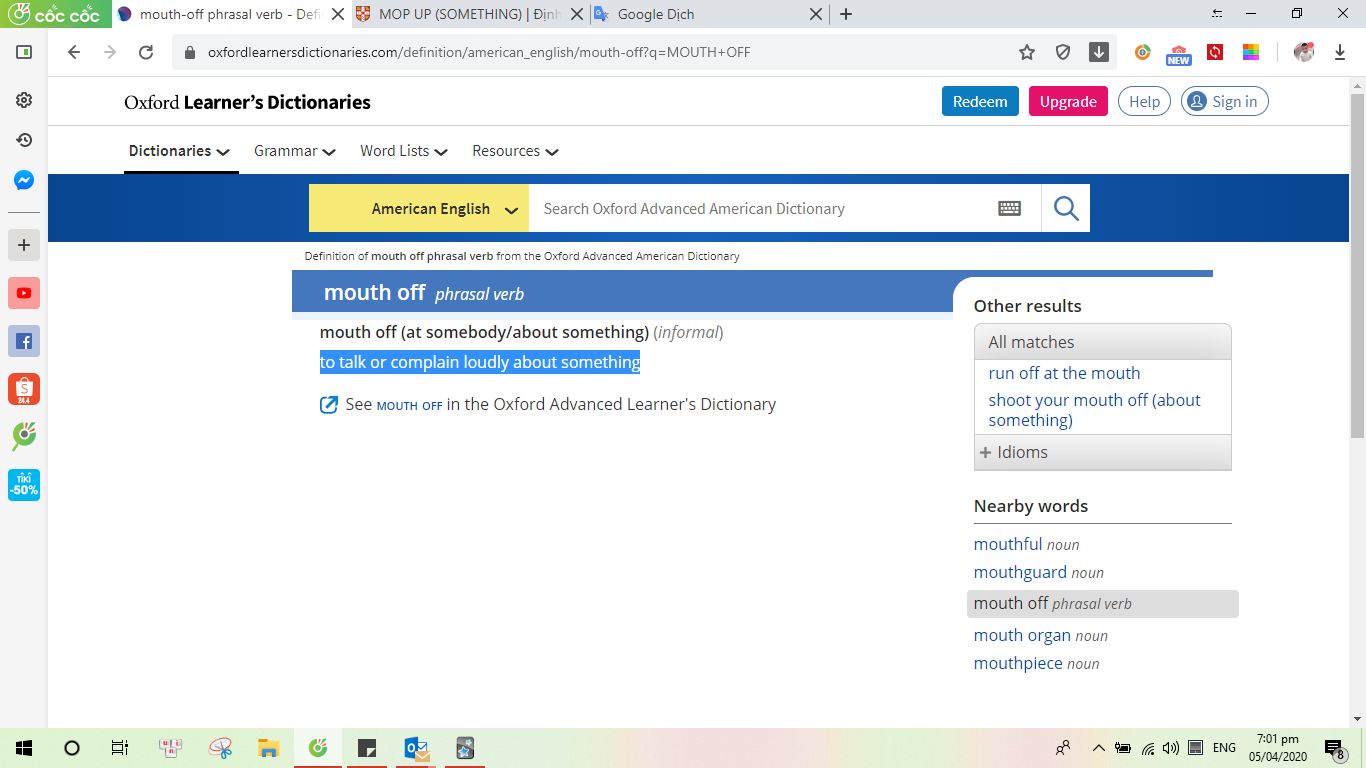 cốc cốc
mouth-off phrasal verb - Defi
MOP UP (SOMETHING) | Định
Google Dịch
oxfordlearnersdictionaries.com/definition/american_english/mouth-off?q=MOUTH+OFF
NEW
Oxford Learner's Dictionaries
Redeem
Upgrade
Help
Sign in
Dictionaries
Grammar
Word Lists
Resources
American English
Search Oxford Advanced American Dictionary
Definition of mouth off phrasal verb from the Oxford Advanced American Dictionary
mouth off phrasal verb
mouth off (at somebody/about something) (informal)
to talk or complain loudly about something
See MOUTH OFF in the Oxford Advanced Learner's Dictionary
Other results
All matches
run off at the mouth
shoot your mouth off (about
something)
+ Idioms
Nearby words
mouthful noun
mouthguard noun
mouth off phrasal verb
mouth organ noun
mouthpiece noun
24.4
TIKI
-50%
ENG
7:01 pm
05/04/2020
8